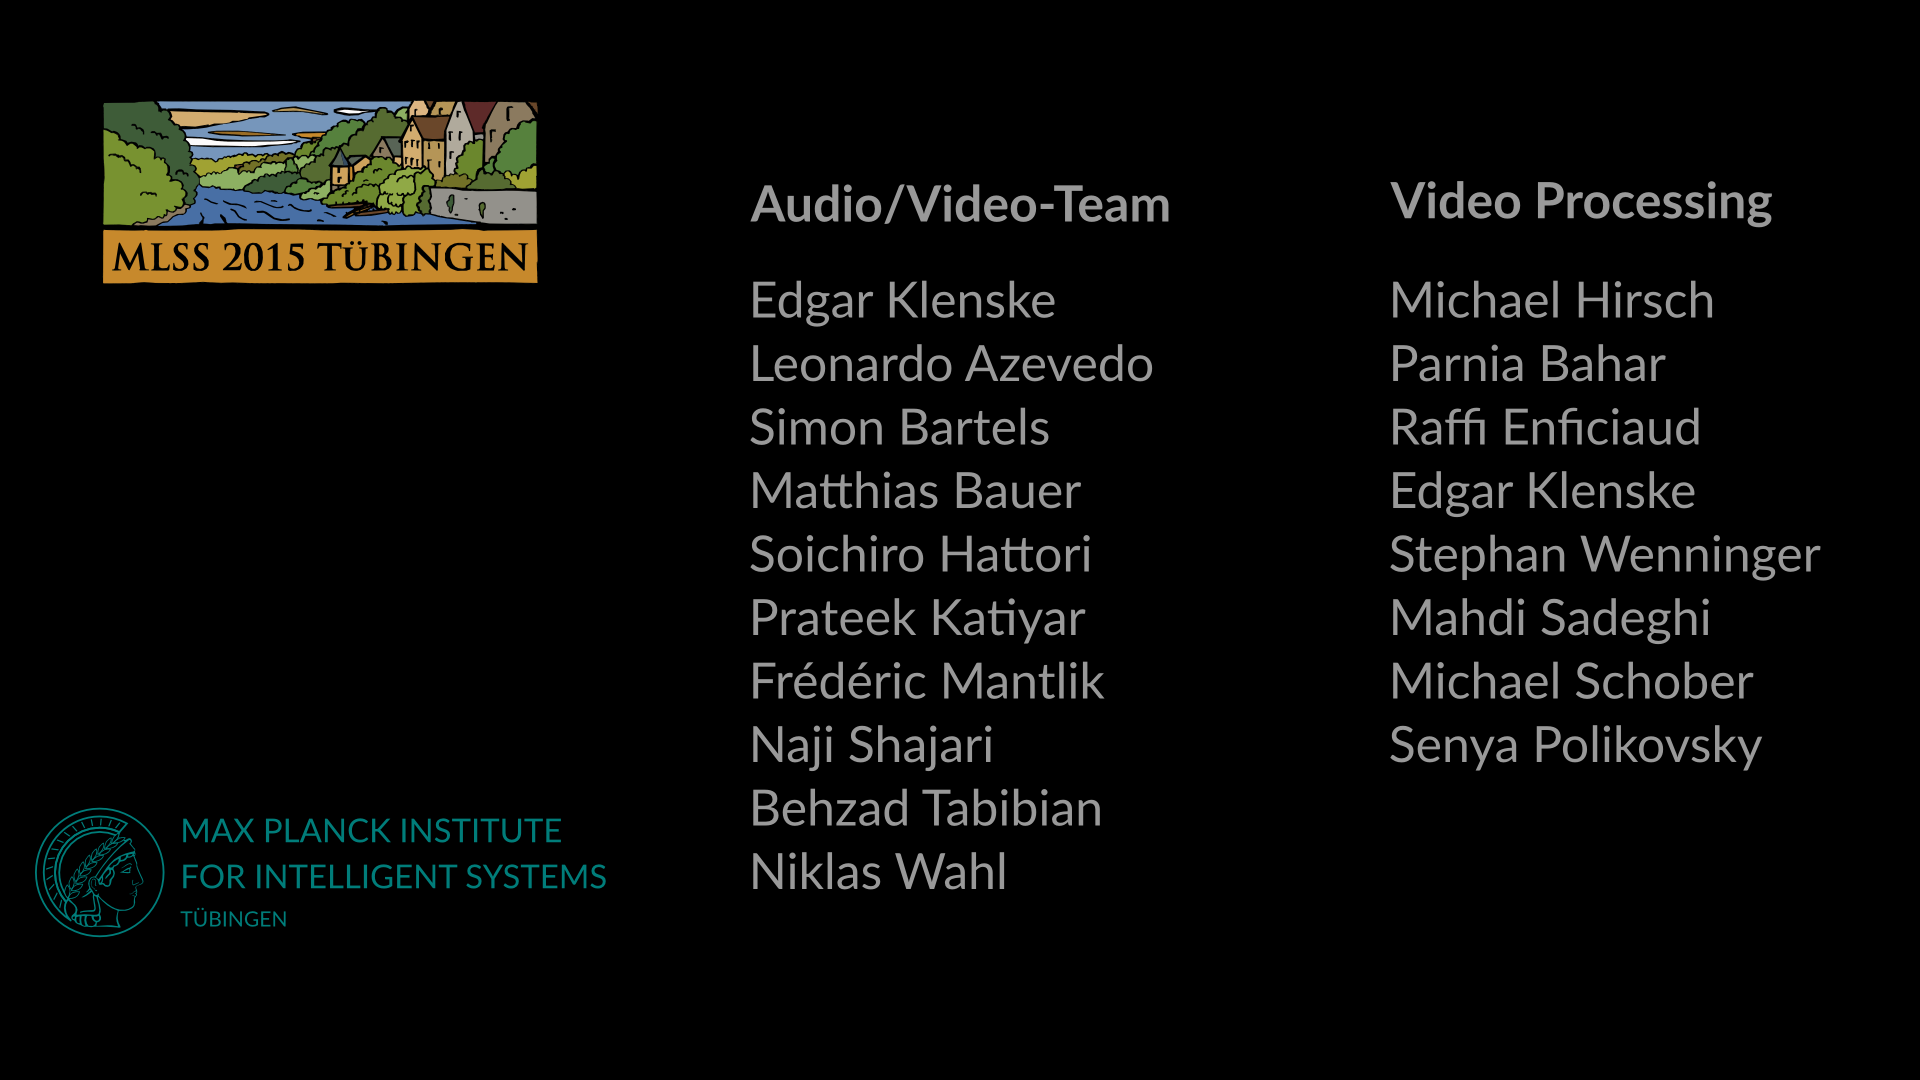 MLSS 2015 TÜBINGEN
Audio/Video-Team
Edgar Klenske
Leonardo Azevedo
Simon Bartels
Matthias Bauer
Soichiro Hattori
Prateek Katiyar
Frédéric Mantlik
Naji Shajari
Behzad Tabibian
Niklas Wahl
Video Processing
Michael Hirsch
Parnia Bahar
Raffi Enficiaud
Edgar Klenske
Stephan Wenninger
Mahdi Sadeghi
Michael Schober
Senya Polikovsky
MAX PLANCK INSTITUTE
FOR INTELLIGENT SYSTEMS
TÜBINGEN